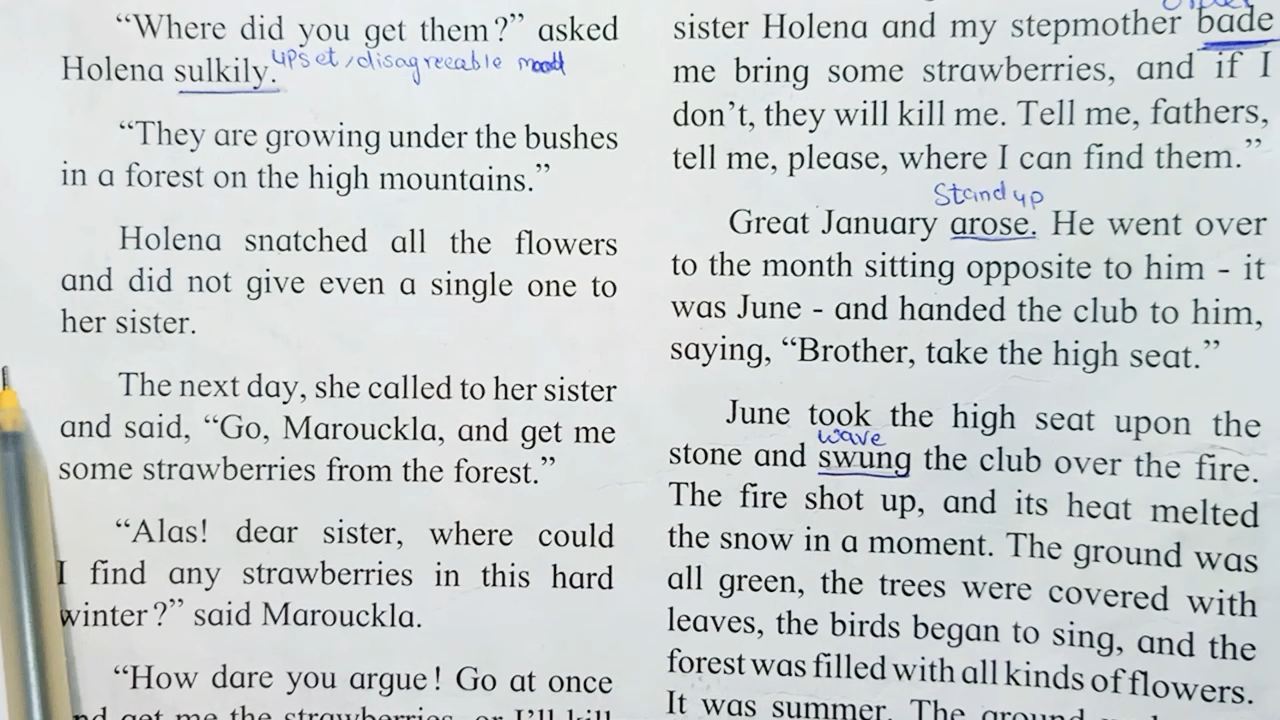 “Where did you get them?” asked
Holena sulkily. upset/disagreeable mood
“They are growing under the bushes
in a forest on the high mountains.”
Holena snatched all the flowers
and did not give even a single one to
her sister.
The next day, she called to her sister
and said, “Go, Marouckla, and get me
some strawberries from the forest.”
“Alas! dear sister, where could
I find any strawberries in this hard
winter?” said Marouckla.
“How dare you argue! Go at once
and get me the strawberries, or I’ll kill
sister Holena and my stepmother bade
me bring some strawberries, and if I
don’t, they will kill me. Tell me, fathers,
tell me, please, where I can find them.”
Stand up
Great January arose. He went over
to the month sitting opposite to him - it
was June - and handed the club to him,
saying, “Brother, take the high seat.”
June took the high seat upon the
wave
stone and swung the club over the fire.
The fire shot up, and its heat melted
the snow in a moment. The ground was
all green, the trees were covered with
leaves, the birds began to sing, and the
forest was filled with all kinds of flowers.
It was summer. The ground